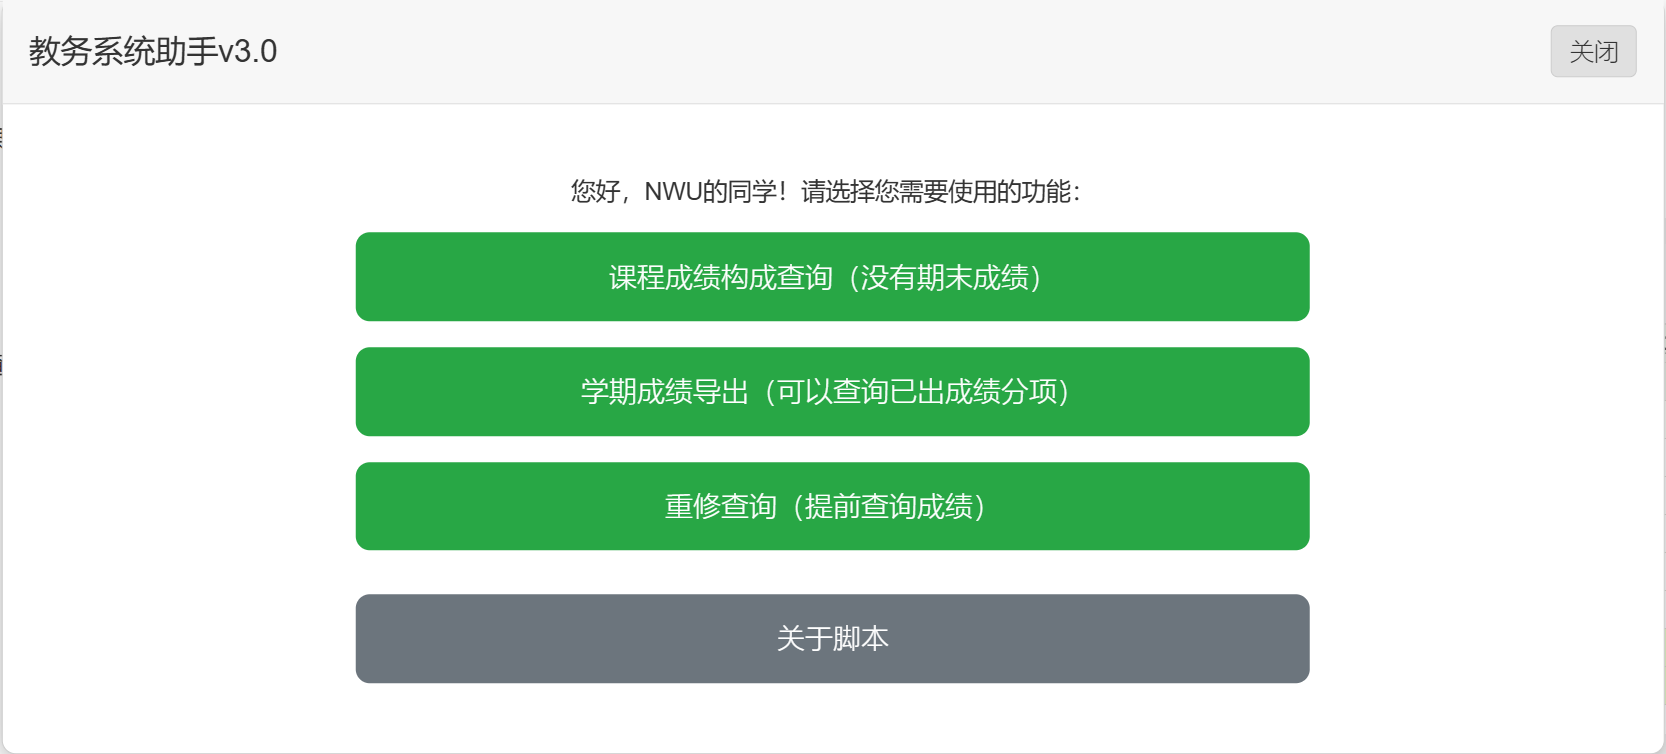 教务系统助手v3.0
关闭
您好，NWU的同学！请选择您需要使用的功能：
课程成绩构成查询（没有期末成绩）
学期成绩导出（可以查询已出成绩分项）
重修查询（提前查询成绩）
关于脚本